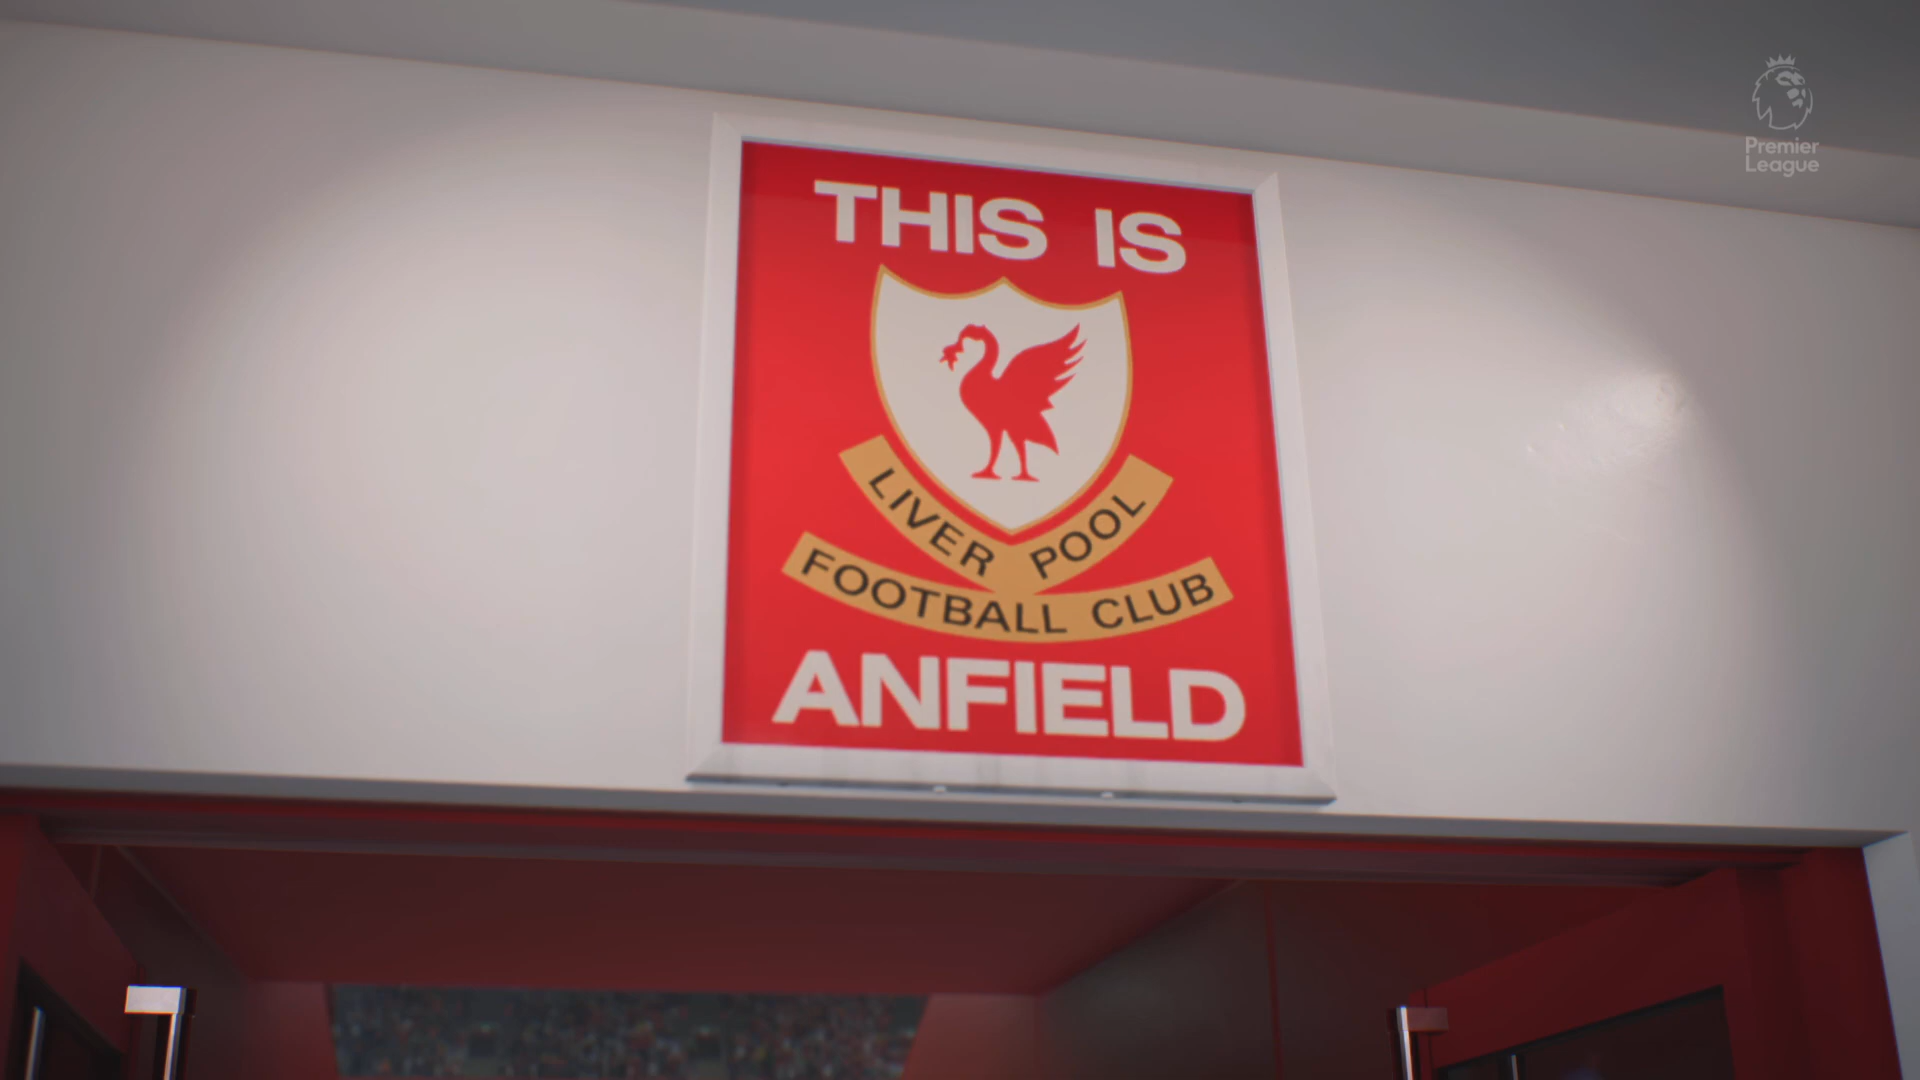 THIS IS
LIVER POOL
FOOTBALL CLUB
ANFIELD
Premier
League